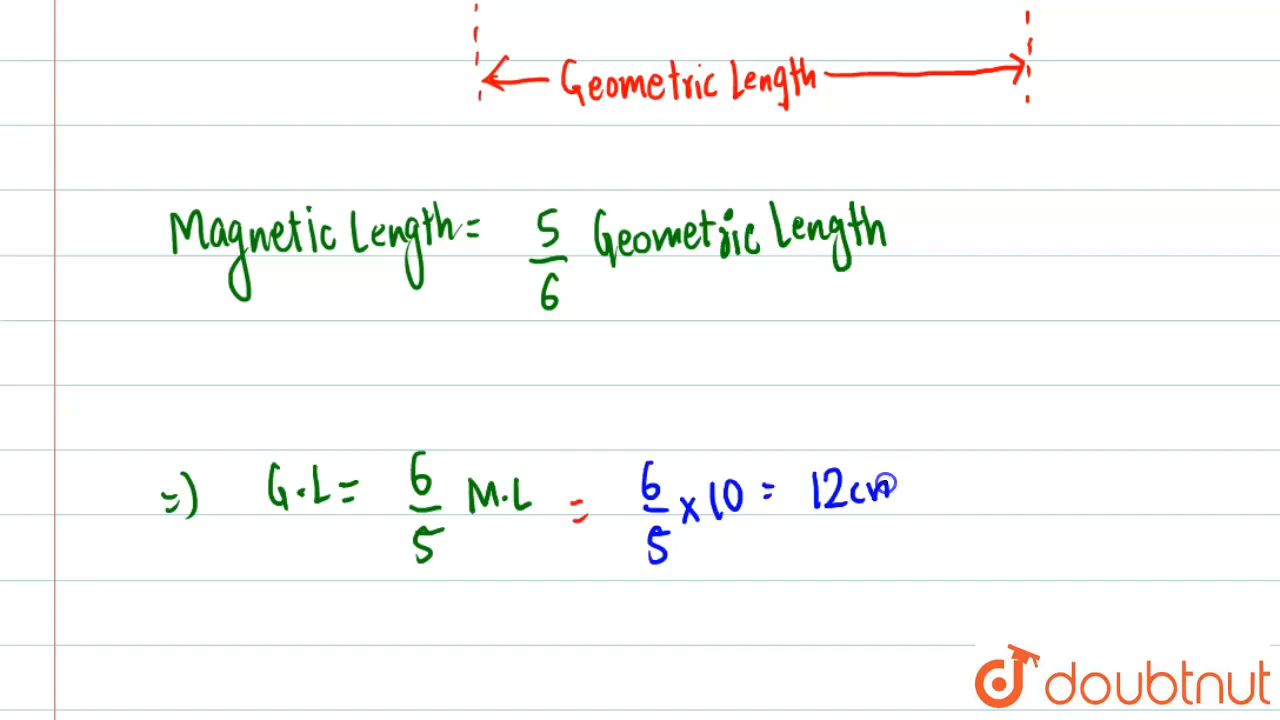 Geometric Length
Magnetic Length = 5/6 Geometric Length
=) G.L = 6/5 M.L = 6/5 x 10 = 12cm
doubtnut